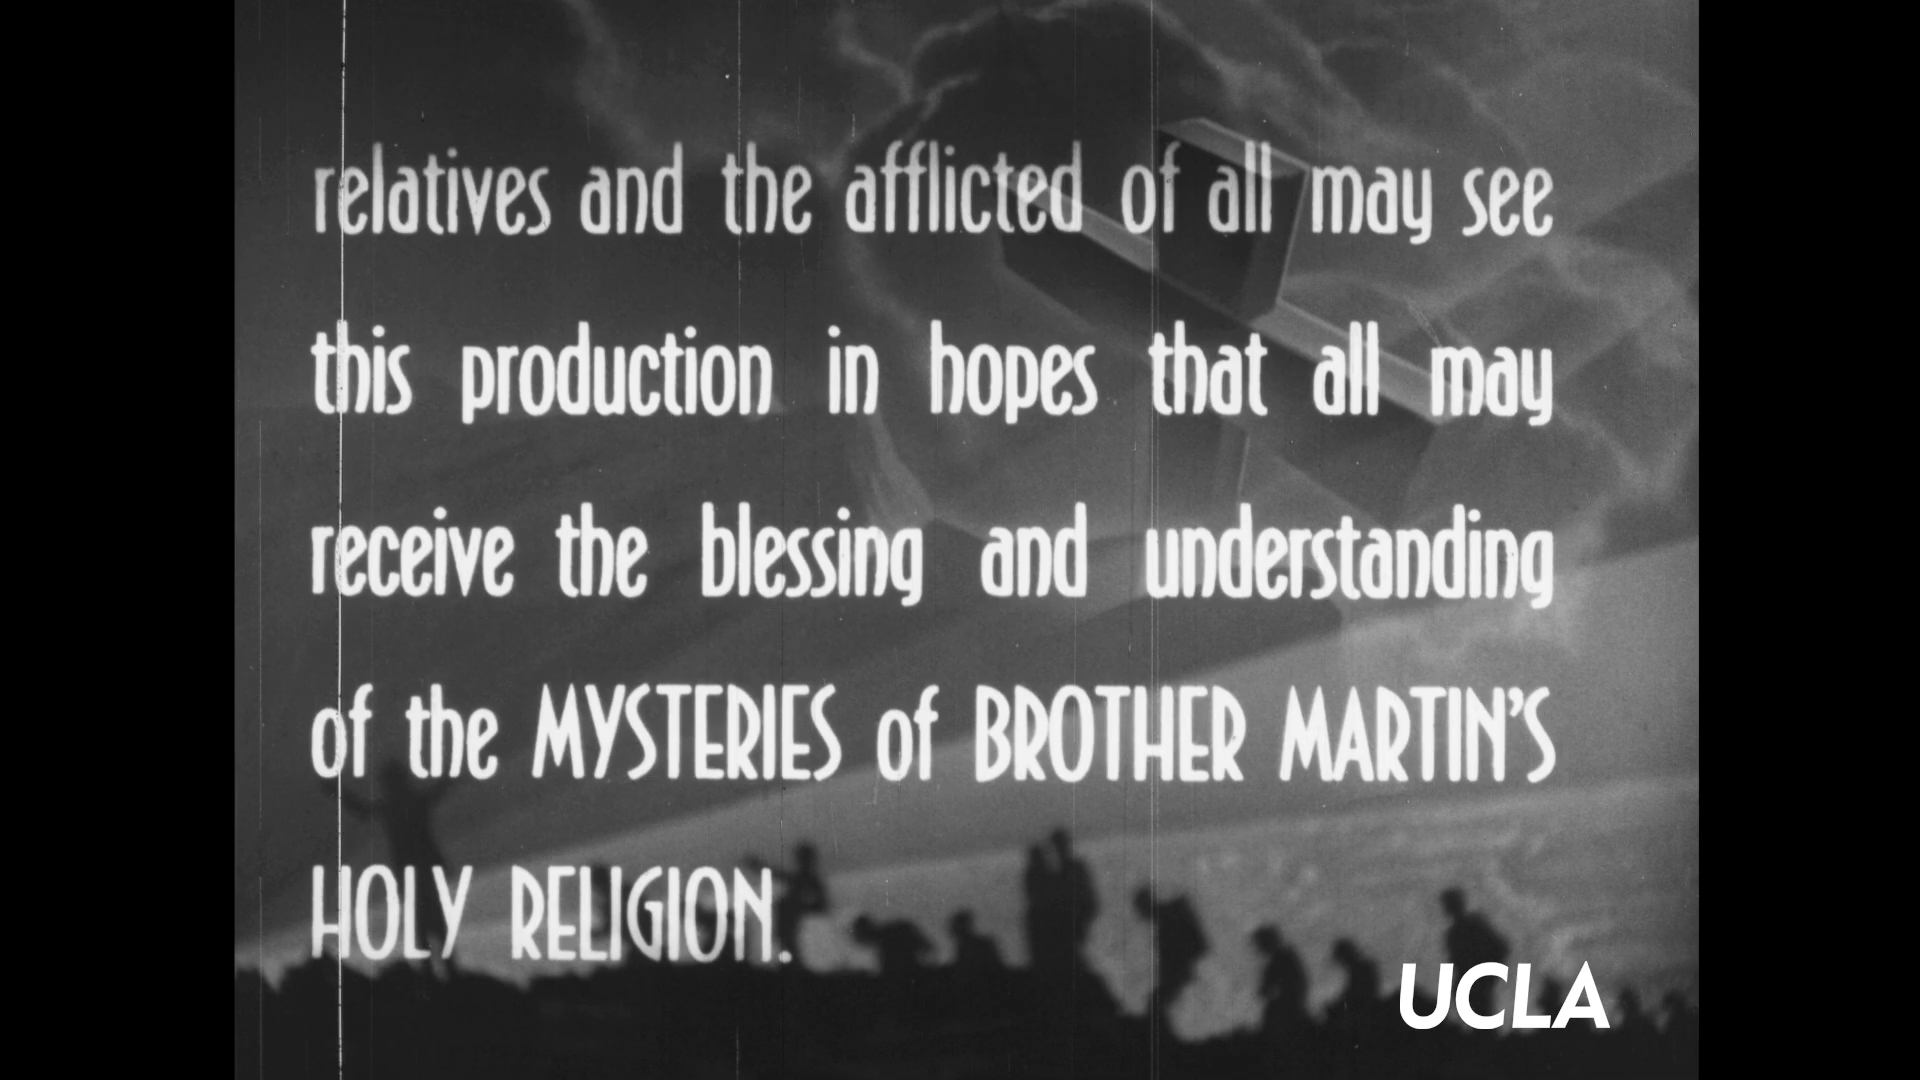 relatives and the afflicted of all may see
this production in hopes that all may
receive the blessing and understanding
of the MYSTERIES of BROTHER MARTIN'S
HOLY RELIGION.
UCLA